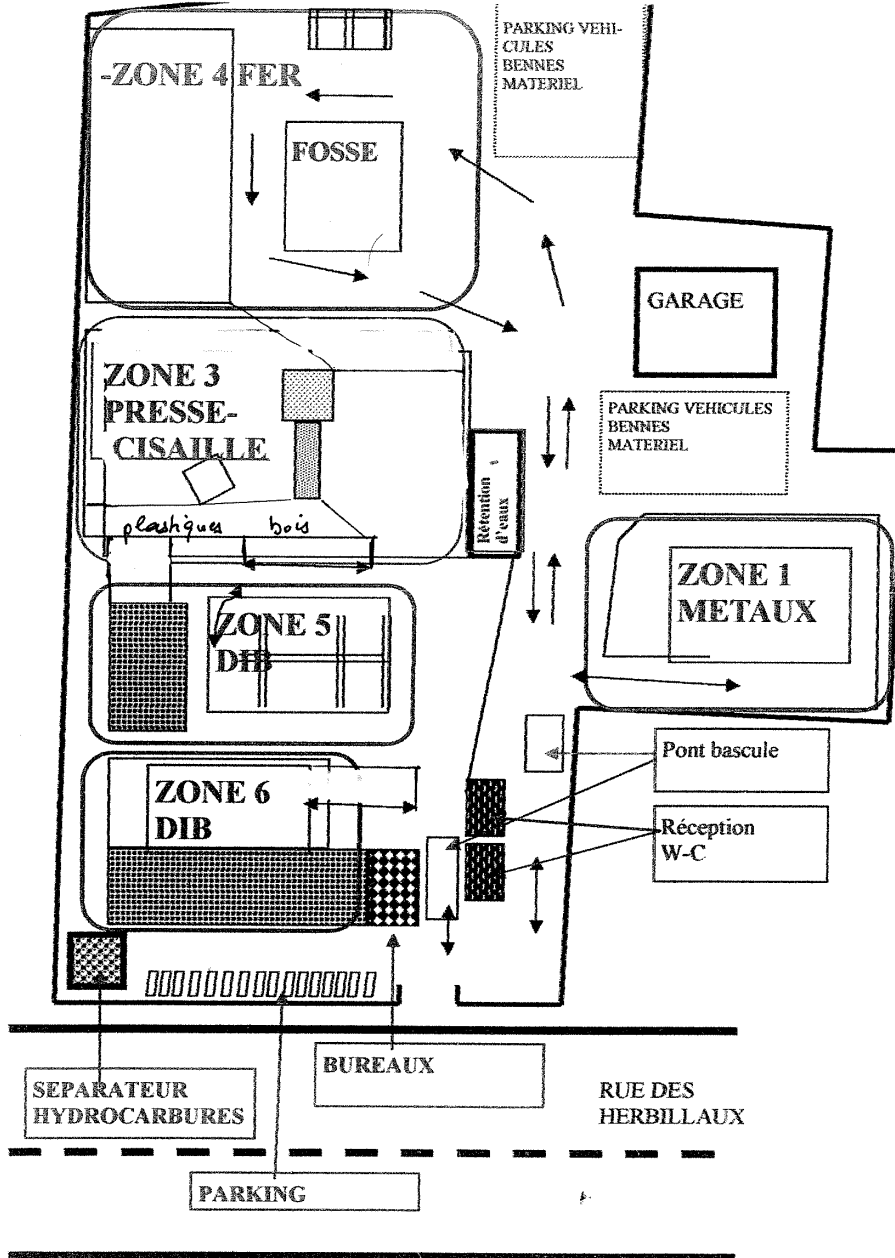 PARKING VEHI-
CULES
BENNES
MATERIEL
-ZONE 4 FER
FOSSE
GARAGE
ZONE 3
PRESSE-
CISAILLE
PARKING VEHICULES
BENNES
MATERIEL
Rétention
d'eaux
plastiques bois
ZONE 1
METAUX
ZONE 5
DIB
Pont bascule
ZONE 6
DIB
Réception
W-C
BUREAUX
SEPARATEUR
HYDROCARBURES
RUE DES
HERBILLAUX
PARKING